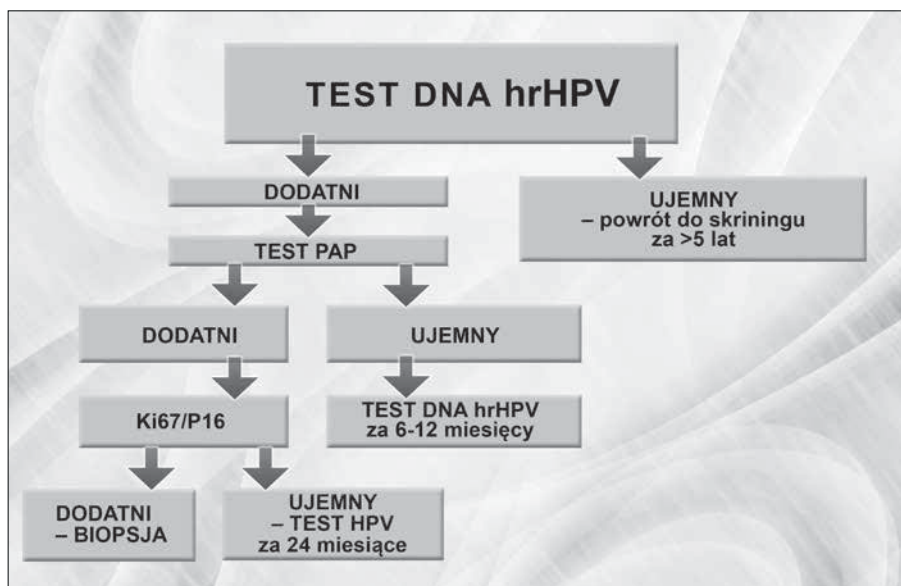 TEST DNA hrHPV
DODATNI
UJEMNY
– powrót do skriningu
za >5 lat
TEST PAP
DODATNI
UJEMNY
Ki67/P16
TEST DNA hrHPV
za 6-12 miesięcy
DODATNI
– BIOPSJA
UJEMNY
– TEST HPV
za 24 miesiące